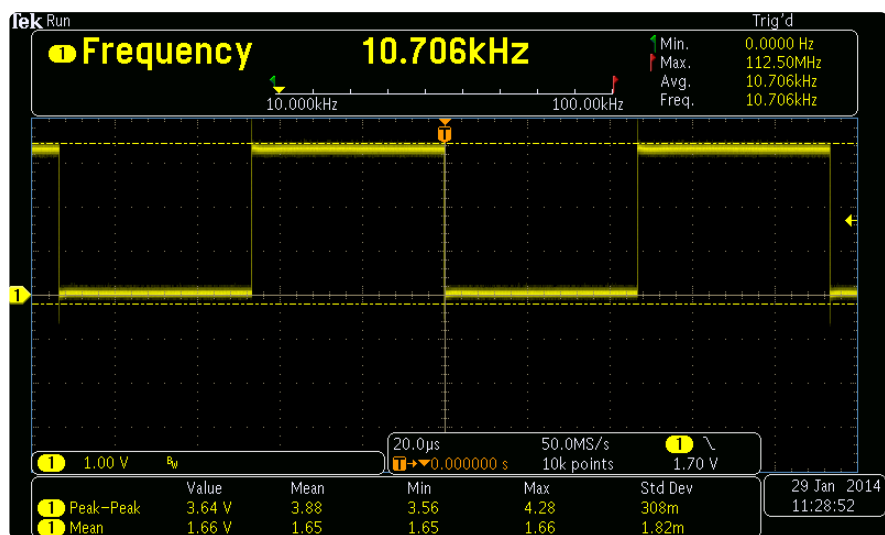 Tek Run Trig'd
1 Frequency 10.706kHz
10.000kHz 100.00kHz
Min. 0.0000 Hz
Max. 112.50MHz
Avg. 10.706kHz
Freq. 10.706kHz
T
1
1 1.00 V BW
20.0µs 50.0MS/s 1 \
T→▼0.000000 s 10k points 1.70 V
Value Mean Min Max Std Dev
1 Peak-Peak 3.64 V 3.88 3.56 4.28 308m
1 Mean 1.66 V 1.65 1.65 1.66 1.82m
29 Jan 2014
11:28:52